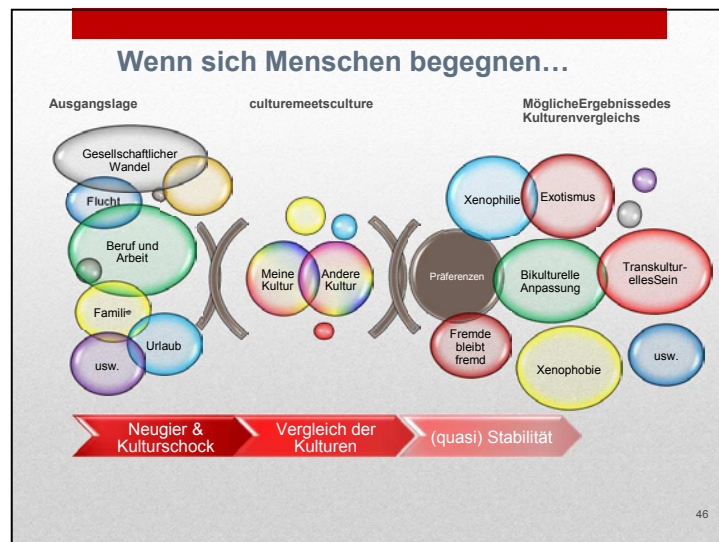 Wenn sich Menschen begegnen…
Ausgangslage
culturemeetsculture
MöglicheErgebnissedes
Kulturenvergleichs
Gesellschaftlicher
Wandel
Flucht
Beruf und
Arbeit
Familie
Urlaub
usw.
Meine
Kultur
Andere
Kultur
Xenophilie
Exotismus
Präferenzen
Bikulturelle
Anpassung
Transkultur-
ellesSein
Fremde
bleibt
fremd
Xenophobie
usw.
Neugier &
Kulturschock
Vergleich der
Kulturen
(quasi) Stabilität
46